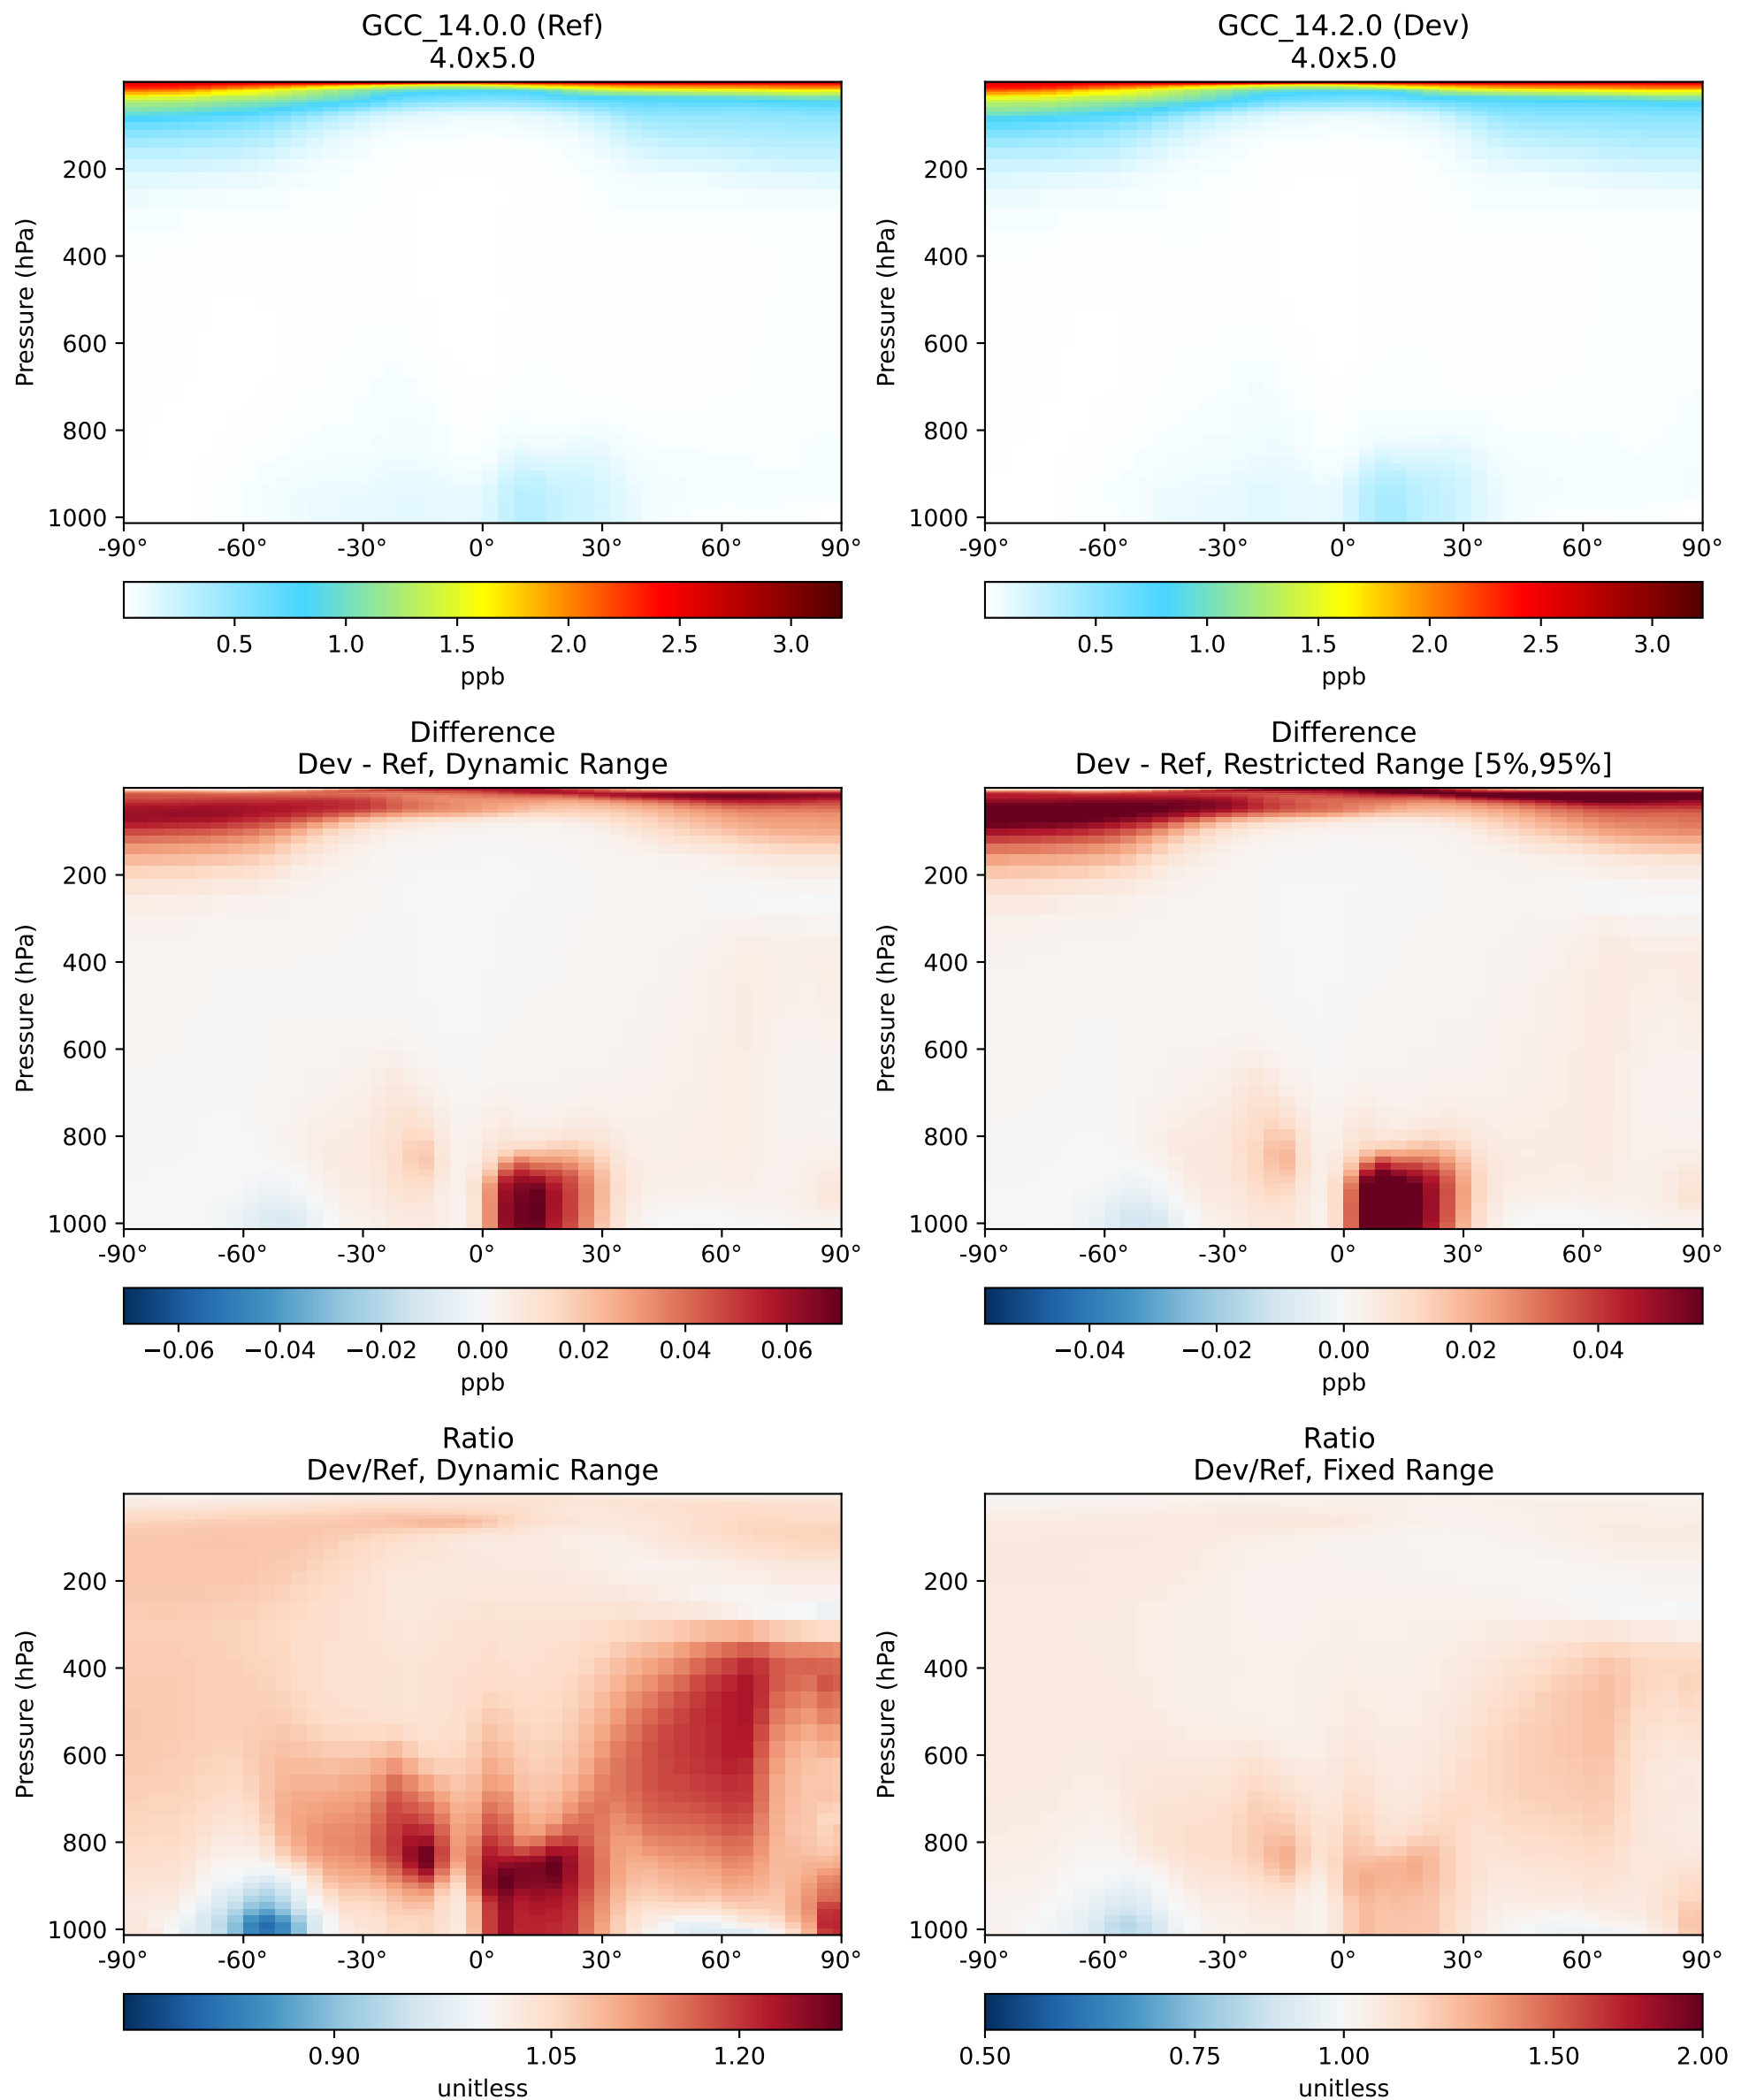 GCC_14.0.0 (Ref)
4.0x5.0
Pressure (hPa)
200
400
600
800
1000
-90° -60° -30° 0° 30° 60° 90°
0.5 1.0 1.5 2.0 2.5 3.0
ppb
GCC_14.2.0 (Dev)
4.0x5.0
Pressure (hPa)
200
400
600
800
1000
-90° -60° -30° 0° 30° 60° 90°
0.5 1.0 1.5 2.0 2.5 3.0
ppb
Difference
Dev - Ref, Dynamic Range
Pressure (hPa)
200
400
600
800
1000
-90° -60° -30° 0° 30° 60° 90°
−0.06 −0.04 −0.02 0.00 0.02 0.04 0.06
ppb
Difference
Dev - Ref, Restricted Range [5%,95%]
Pressure (hPa)
200
400
600
800
1000
-90° -60° -30° 0° 30° 60° 90°
−0.04 −0.02 0.00 0.02 0.04
ppb
Ratio
Dev/Ref, Dynamic Range
Pressure (hPa)
200
400
600
800
1000
-90° -60° -30° 0° 30° 60° 90°
0.90 1.05 1.20
unitless
Ratio
Dev/Ref, Fixed Range
Pressure (hPa)
200
400
600
800
1000
-90° -60° -30° 0° 30° 60° 90°
0.50 0.75 1.00 1.50 2.00
unitless